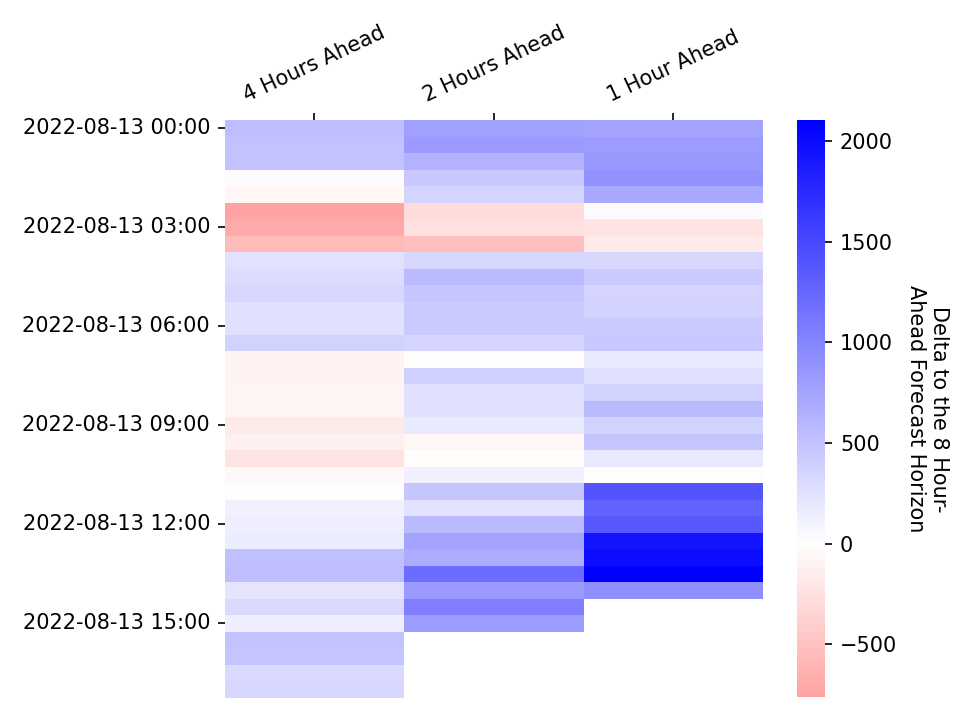 4 Hours Ahead
2 Hours Ahead
1 Hour Ahead
2022-08-13 00:00
2022-08-13 03:00
2022-08-13 06:00
2022-08-13 09:00
2022-08-13 12:00
2022-08-13 15:00
2000
1500
1000
500
0
−500
Delta to the 8 Hour-
Ahead Forecast Horizon